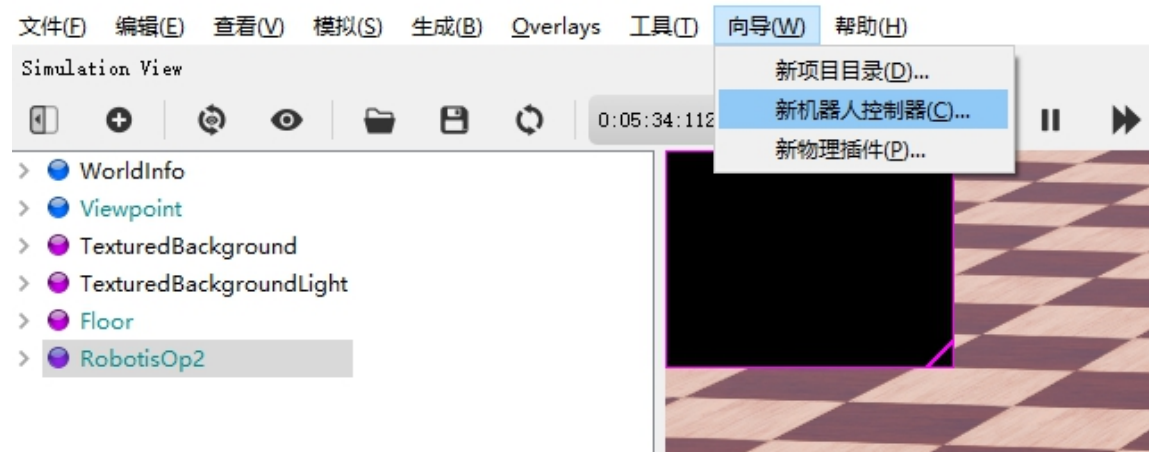 文件(F) 编辑(E) 查看(V) 模拟(S) 生成(B) Overlays 工具(T) 向导(W) 帮助(H)
Simulation View
新项目目录(D)...
0:05:34:112
新机器人控制器(C)...
新物理插件(P)...
WorldInfo
Viewpoint
TexturedBackground
TexturedBackgroundLight
Floor
RobotisOp2